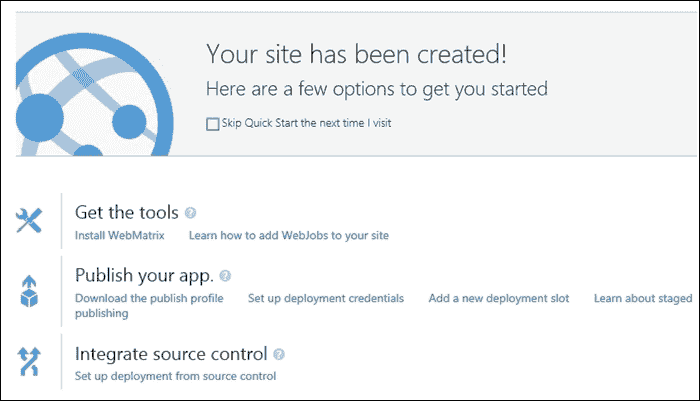 Your site has been created!
Here are a few options to get you started
Skip Quick Start the next time I visit
Get the tools
Install WebMatrix Learn how to add WebJobs to your site
Publish your app.
Download the publish profile Set up deployment credentials Add a new deployment slot Learn about staged
publishing
Integrate source control
Set up deployment from source control